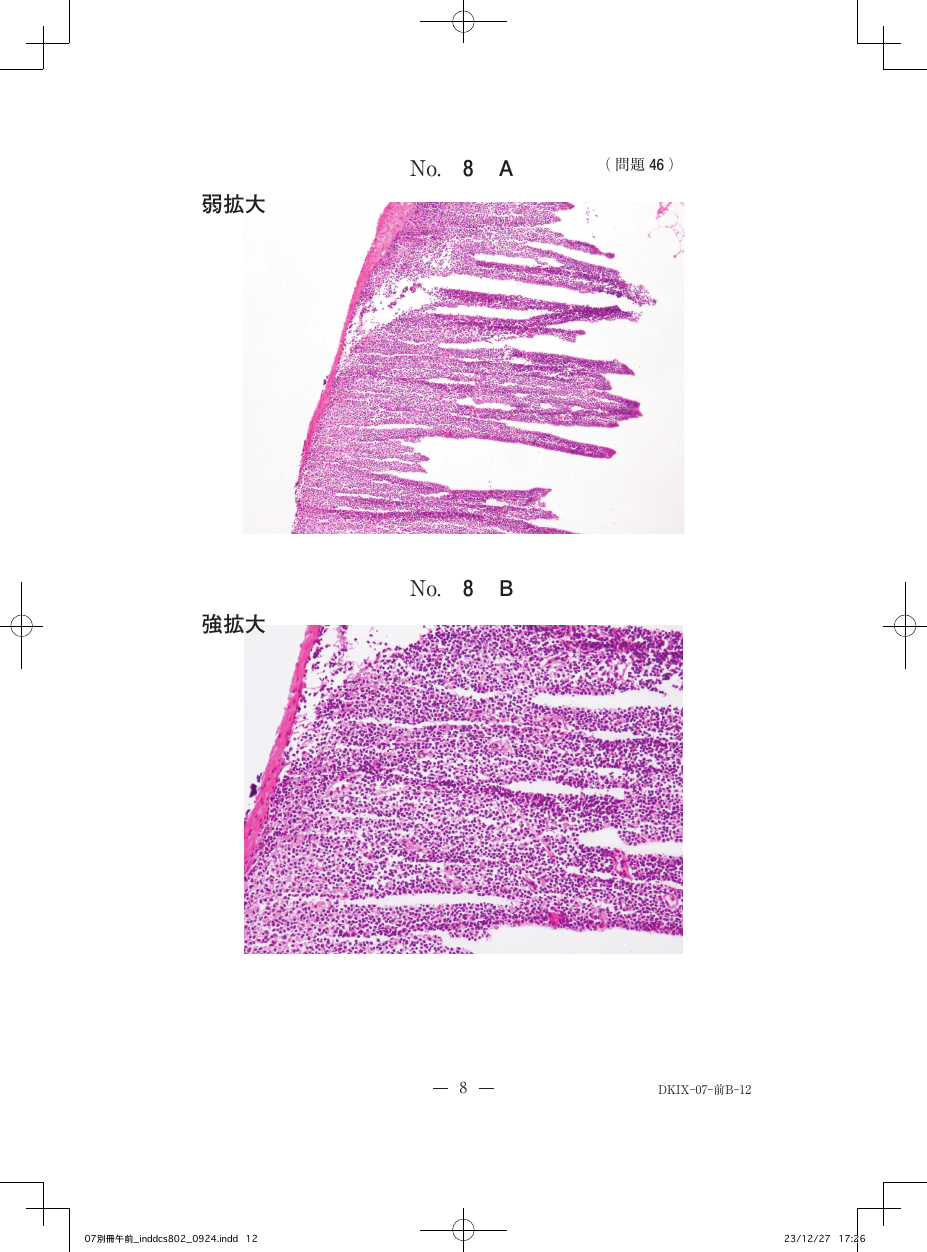 No. 8 A
(問題 46)
弱拡大
No. 8 B
強拡大
— 8 —
DKIX-07-前B-12
07別冊午前_inddcs802_0924.indd 12
23/12/27 17:26